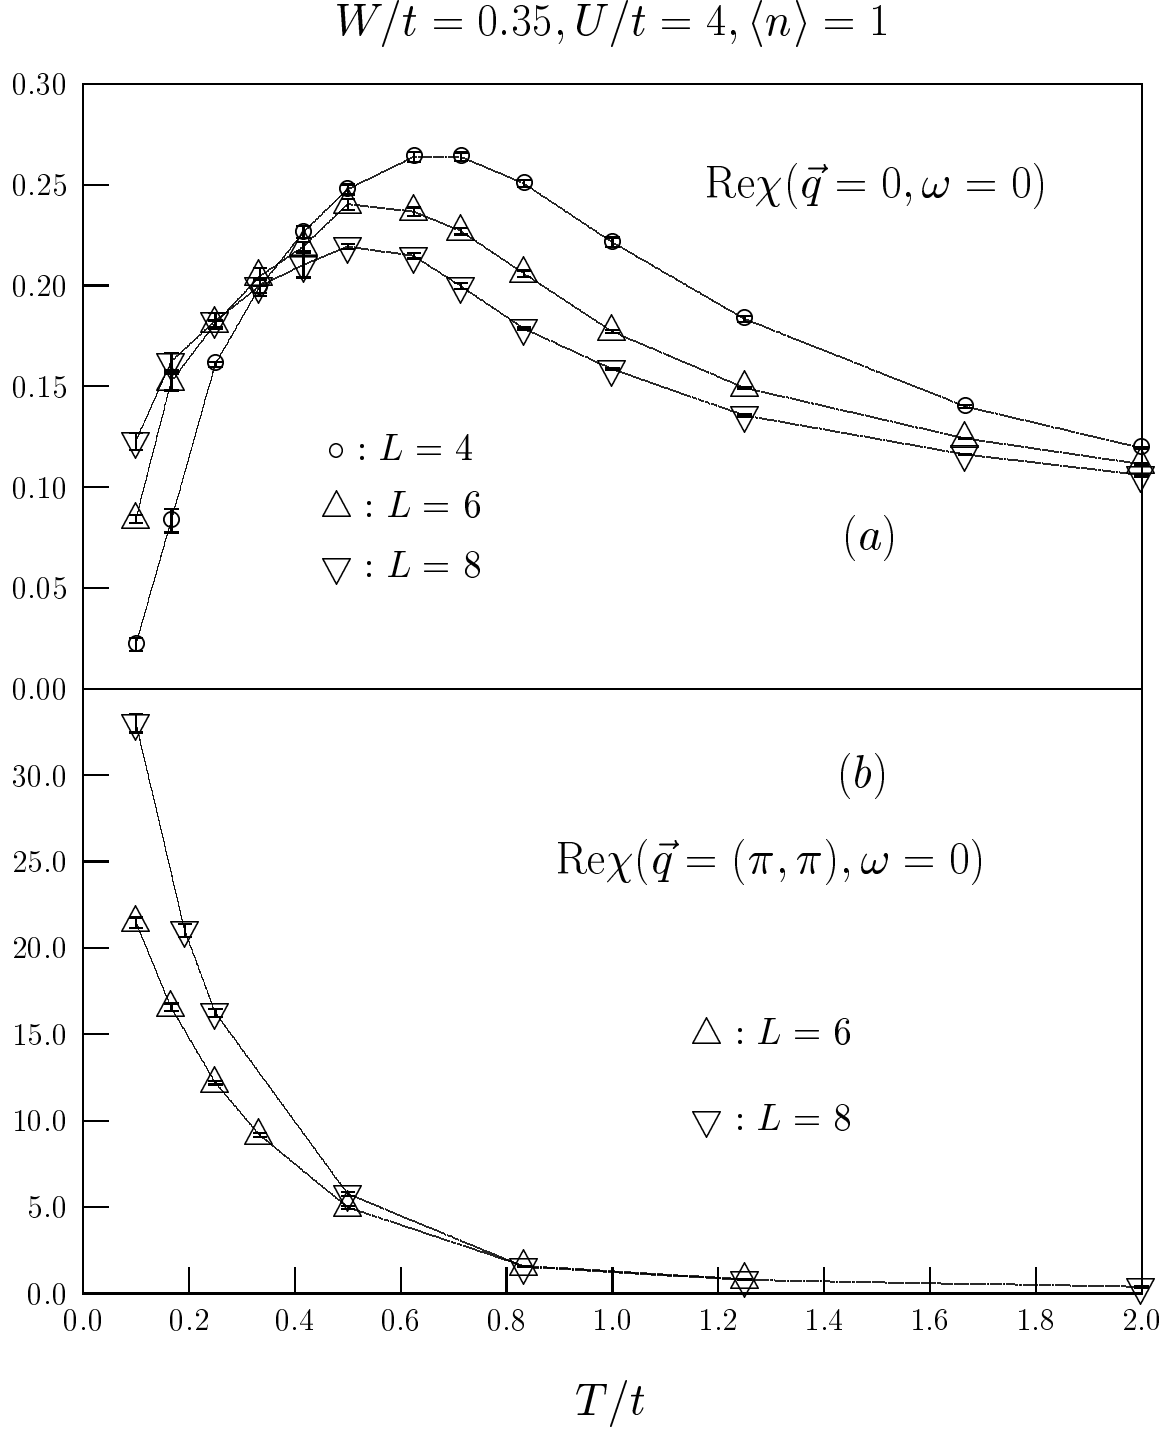 W/t = 0.35, U/t = 4, ⟨n⟩ = 1
0.30
0.25
0.20
0.15
0.10
0.05
0.00
Reχ(q⃗ = 0, ω = 0)
○ : L = 4
△ : L = 6
▽ : L = 8
(a)
30.0
25.0
20.0
15.0
10.0
5.0
0.0
(b)
Reχ(q⃗ = (π, π), ω = 0)
△ : L = 6
▽ : L = 8
0.0 0.2 0.4 0.6 0.8 1.0 1.2 1.4 1.6 1.8 2.0
T/t